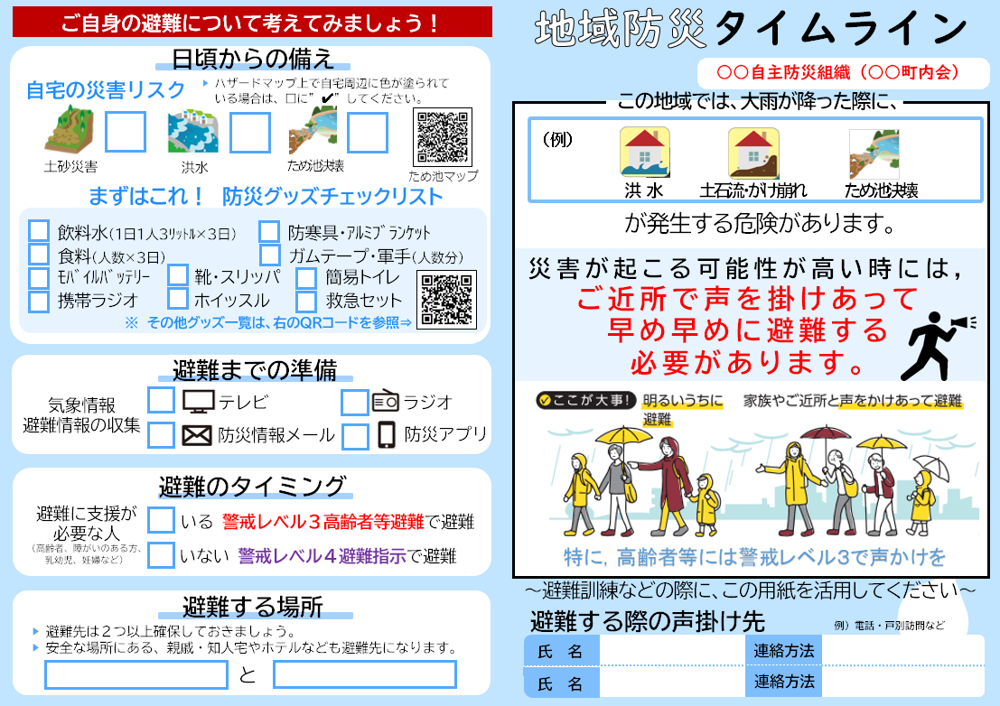 ご自身の避難について考えてみましょう！
日頃からの備え
自宅の災害リスク
ハザードマップ上で自宅周辺に色が塗られて
いる場合は、口に”✔”してください。
土砂災害
洪水
ため池決壊
ため池マップ
まずはこれ！ 防災グッズチェックリスト
飲料水（1日1人3ﾘｯﾄﾙ×3日）
防寒具・ｱﾙﾐﾌﾞﾗﾝｹｯﾄ
食料（人数×3日）
ガムテープ・軍手（人数分）
ﾓﾊﾞｲﾙﾊﾞｯﾃﾘｰ
靴・スリッパ
簡易トイレ
携帯ラジオ
ホイッスル
救急セット
※ その他グッズ一覧は、右のQRコードを参照⇒
避難までの準備
気象情報
避難情報の収集
テレビ
ラジオ
防災情報メール
防災アプリ
避難のタイミング
避難に支援が
必要な人
（高齢者、障がいのある方、
乳幼児、妊婦など）
いる 警戒レベル３高齢者等避難で避難
いない 警戒レベル４避難指示で避難
避難する場所
避難先は２つ以上確保しておきましょう。
安全な場所にある、親戚・知人宅やホテルなども避難先になります。
と
地域防災タイムライン
○○自主防災組織（○○町内会）
この地域では、大雨が降った際に、
（例）
洪 水
土石流・がけ崩れ
ため池決壊
が発生する危険があります。
災害が起こる可能性が高い時には，
ご近所で声を掛けあって
早め早めに避難する
必要があります。
ここが大事！
明るいうちに
避難
家族やご近所と声をかけあって避難
特に，高齢者等には警戒レベル3で声かけを
～避難訓練などの際に、この用紙を活用してください～
避難する際の声掛け先
例）電話・戸別訪問など
氏 名
連絡方法
氏 名
連絡方法